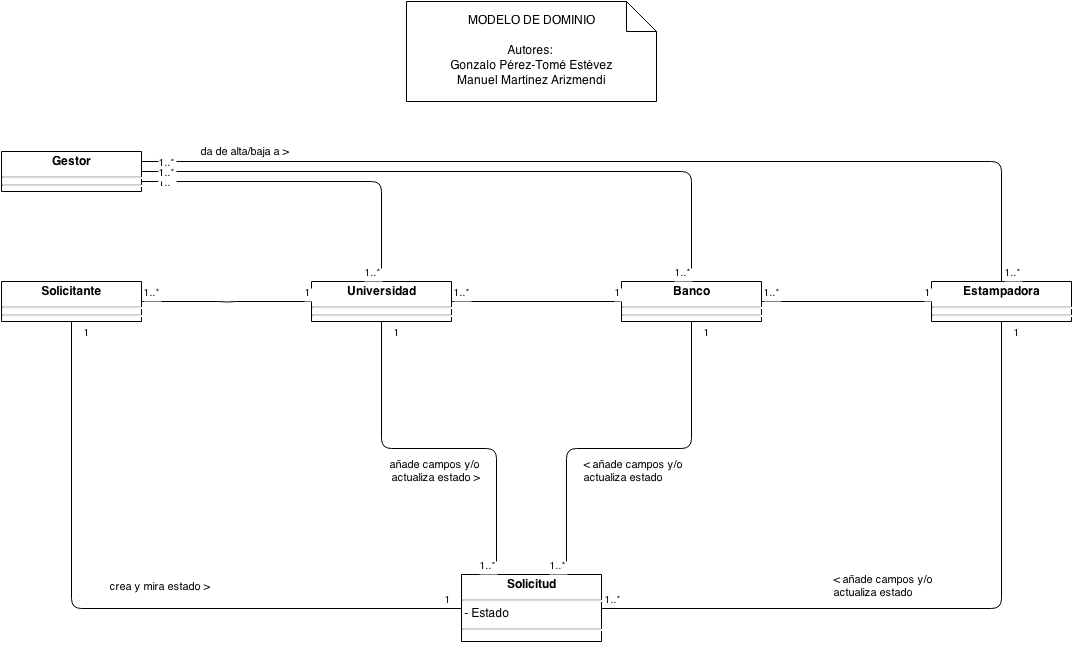 MODELO DE DOMINIO
Autores:
Gonzalo Pérez-Tomé Estévez
Manuel Martinez Arizmendi
da de alta/baja a >
Gestor
1..*
1..*
1..
1..*
1..*
1..*
Solicitante
1..*
1
Universidad
1..*
1
Banco
1..*
1
Estampadora
1
1
1
1
añade campos y/o
actualiza estado >
< añade campos y/o
actualiza estado
1..*
1..*
crea y mira estado >
1
Solicitud
- Estado
1..*
< añade campos y/o
actualiza estado